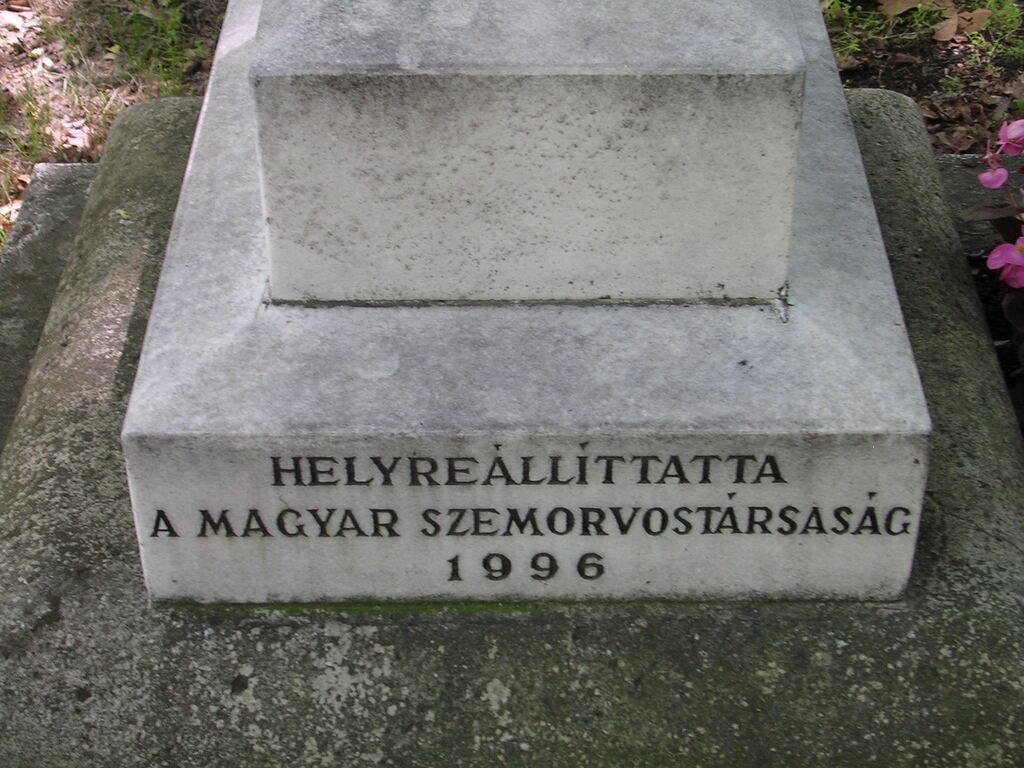 HELYREÁLLÍTTATTA
A MAGYAR SZEMORVOSTÁRSASÁG
1996